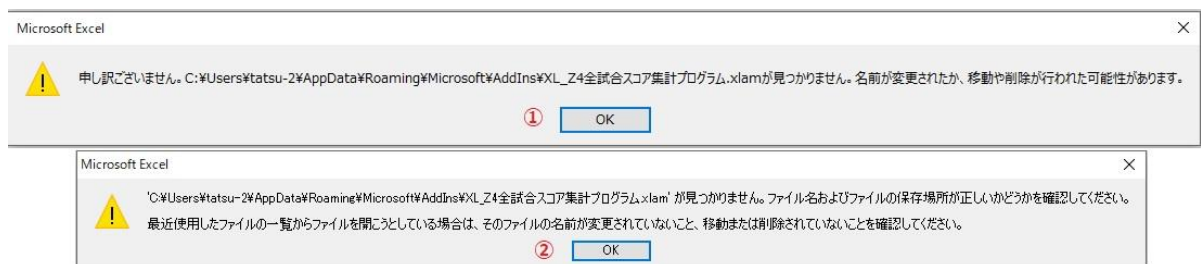 Microsoft Excel
申し訳ございません。C:¥Users¥tatsu-2¥AppData¥Roaming¥Microsoft¥AddIns¥XL_Z4全試合スコア集計プログラム.xlamが見つかりません。名前が変更されたか、移動や削除が行われた可能性があります。
① OK
Microsoft Excel
'C:¥Users¥tatsu-2¥AppData¥Roaming¥Microsoft¥AddIns¥XL_Z4全試合スコア集計プログラム.xlam' が見つかりません。ファイル名およびファイルの保存場所が正しいかどうかを確認してください。
最近使用したファイルの一覧からファイルを開こうとしている場合は、そのファイルの名前が変更されていないこと、移動または削除されていないことを確認してください。
② OK